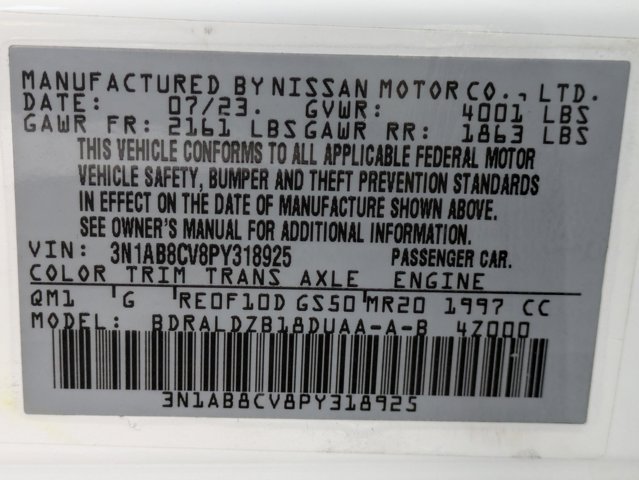 MANUFACTURED BY NISSAN MOTOR CO., LTD.
DATE: 07/23. GVWR: 4001 LBS
GAWR FR: 2161 LBS GAWR RR: 1863 LBS
THIS VEHICLE CONFORMS TO ALL APPLICABLE FEDERAL MOTOR
VEHICLE SAFETY, BUMPER AND THEFT PREVENTION STANDARDS
IN EFFECT ON THE DATE OF MANUFACTURE SHOWN ABOVE.
SEE OWNER'S MANUAL FOR ADDITIONAL INFORMATION.
VIN: 3N1AB8CV8PY318925 PASSENGER CAR.
COLOR TRIM TRANS AXLE ENGINE
QM1 G RE0F10D GS50 MR20 1997 CC
MODEL: BDRALDZB18DUAA-A-B 4Z000
3N1AB8CV8PY318925